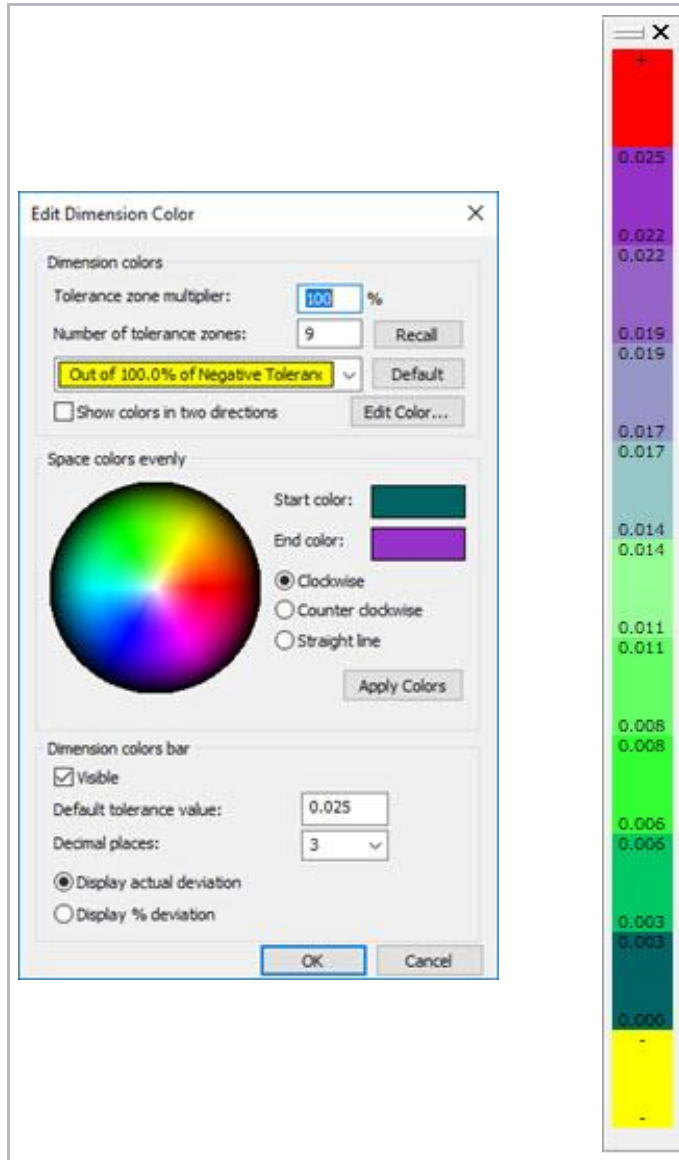 Edit Dimension Color
Dimension colors
Tolerance zone multiplier: 100 %
Number of tolerance zones: 9 Recall
Out of 100.0% of Negative Toleranc Default
Show colors in two directions Edit Color...
Space colors evenly
Start color:
End color:
Clockwise
Counter clockwise
Straight line
Apply Colors
Dimension colors bar
Visible
Default tolerance value: 0.025
Decimal places: 3
Display actual deviation
Display % deviation
OK Cancel
+
0.025
0.022
0.022
0.019
0.019
0.017
0.017
0.014
0.014
0.011
0.011
0.008
0.008
0.006
0.006
0.003
0.003
0.000
-
-